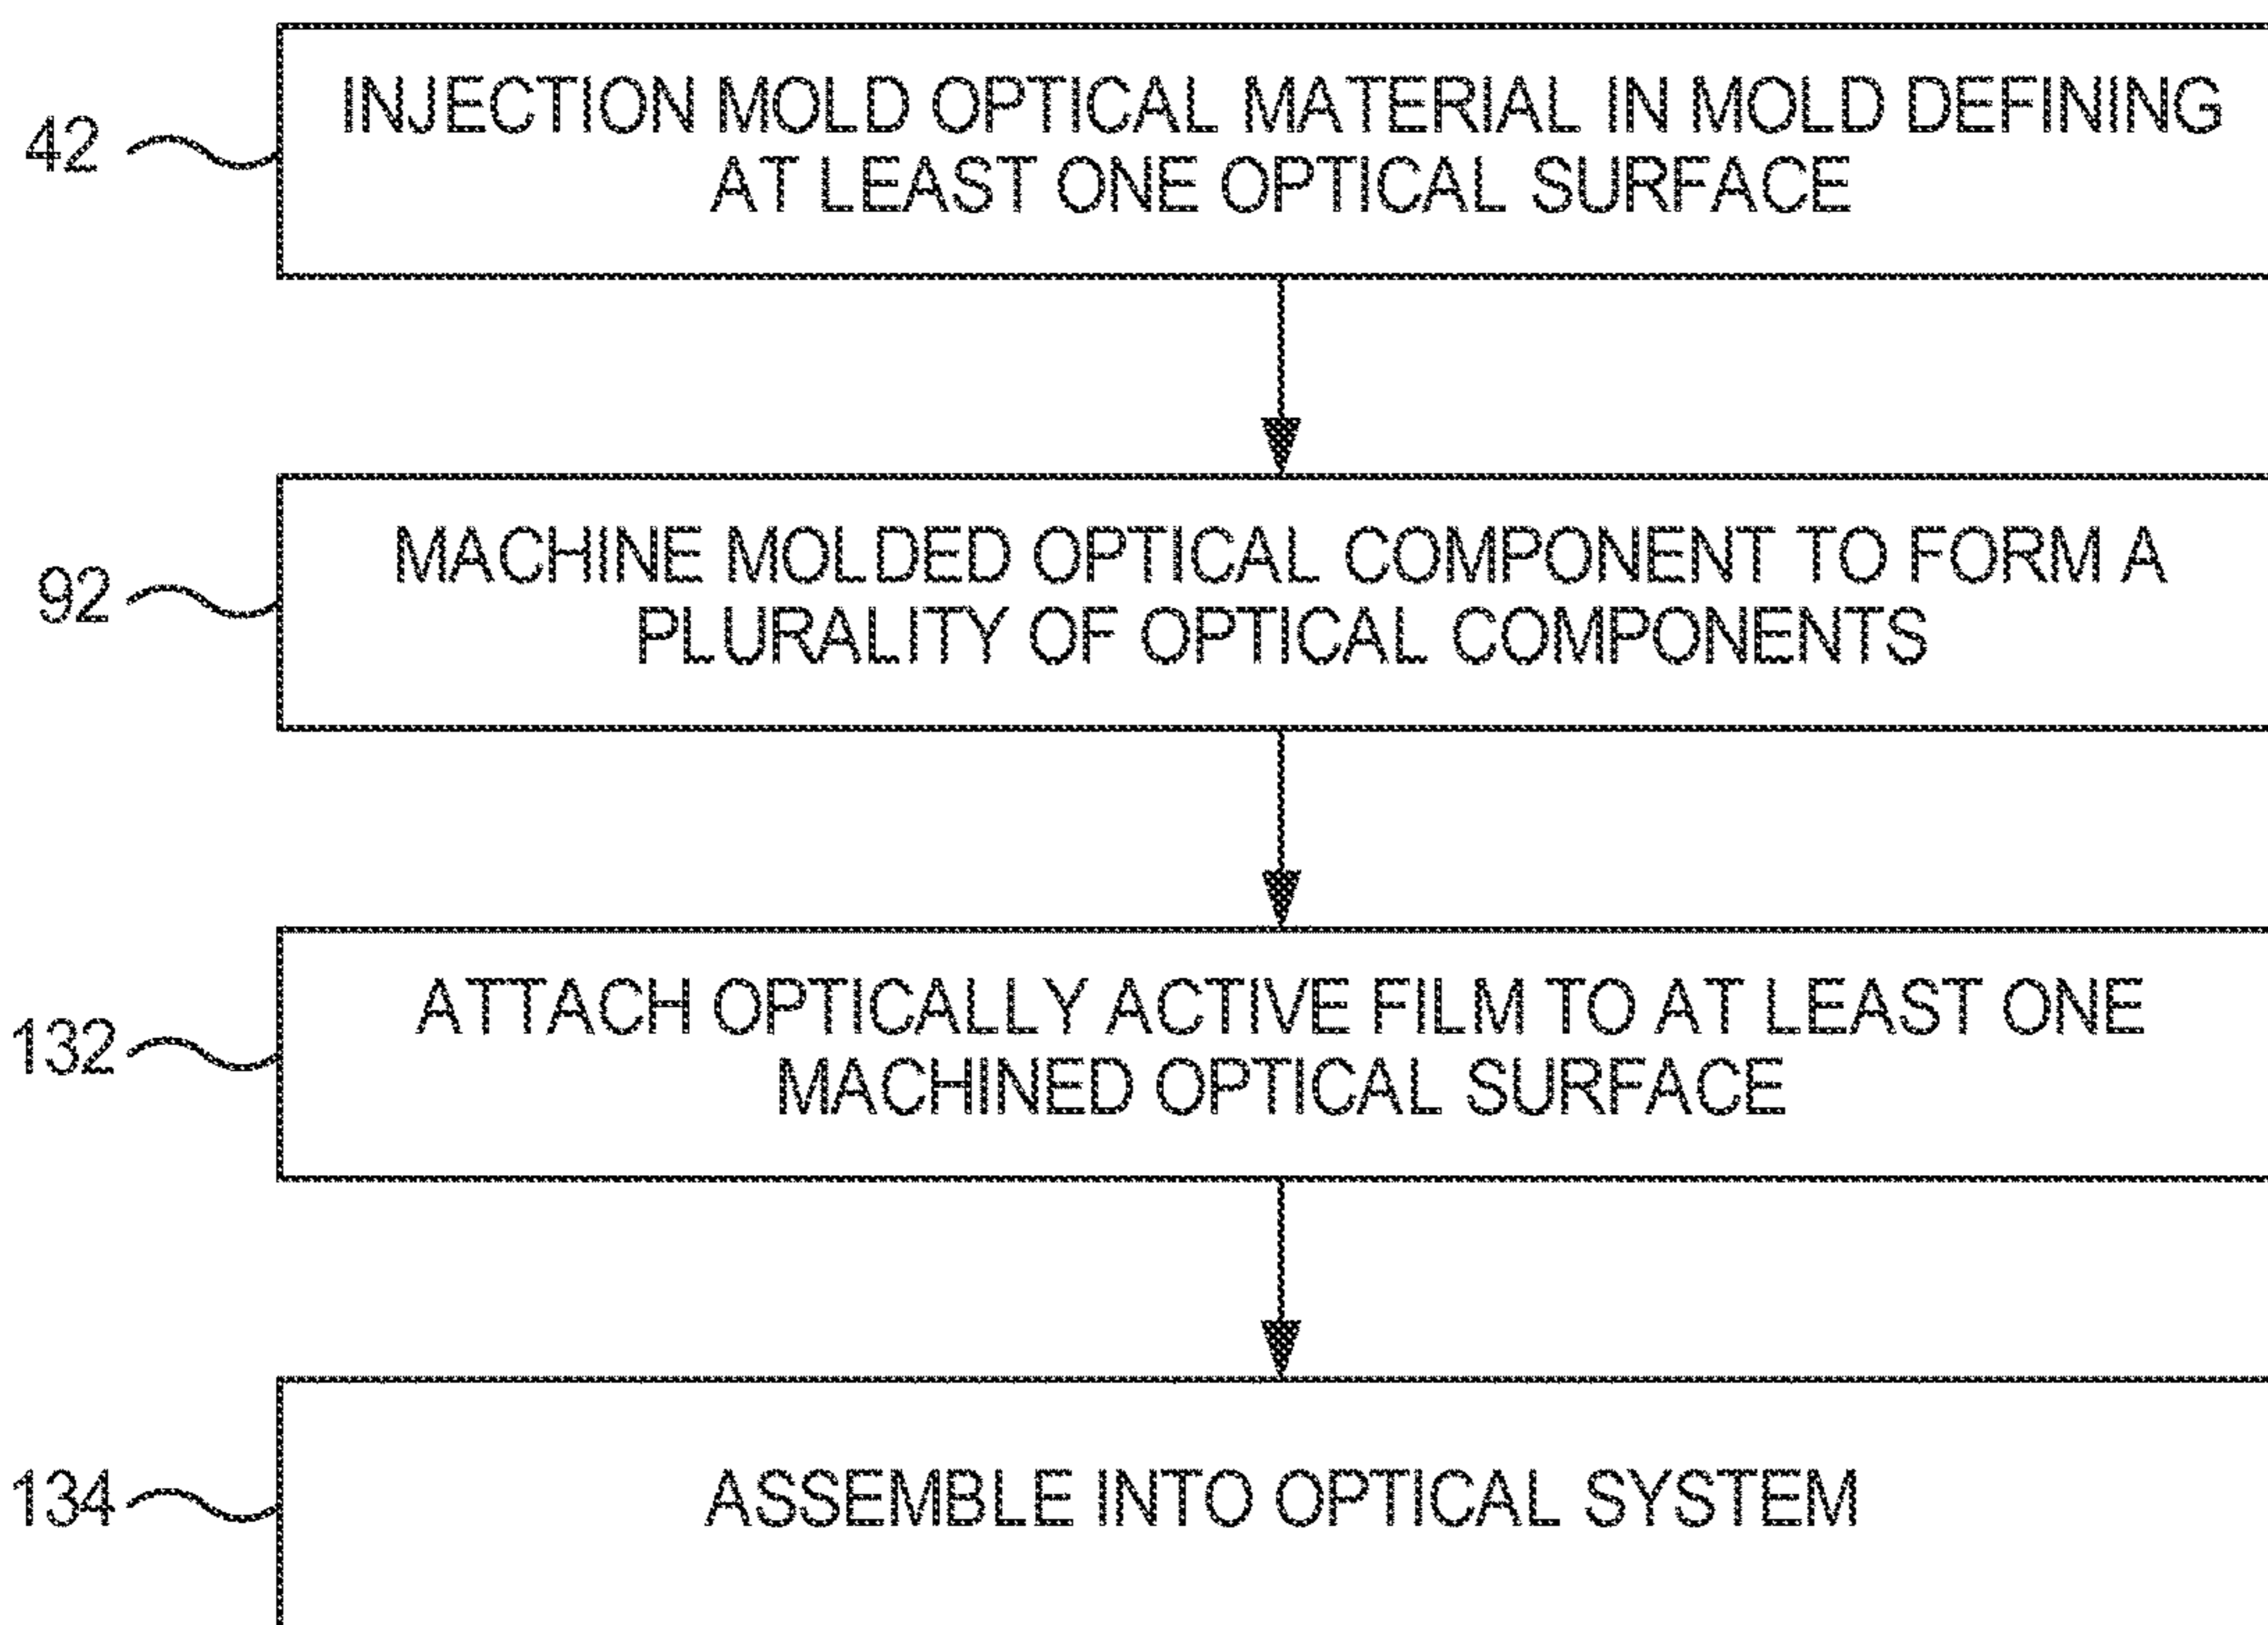 42
INJECTION MOLD OPTICAL MATERIAL IN MOLD DEFINING
AT LEAST ONE OPTICAL SURFACE
92
MACHINE MOLDED OPTICAL COMPONENT TO FORM A
PLURALITY OF OPTICAL COMPONENTS
132
ATTACH OPTICALLY ACTIVE FILM TO AT LEAST ONE
MACHINED OPTICAL SURFACE
134
ASSEMBLE INTO OPTICAL SYSTEM